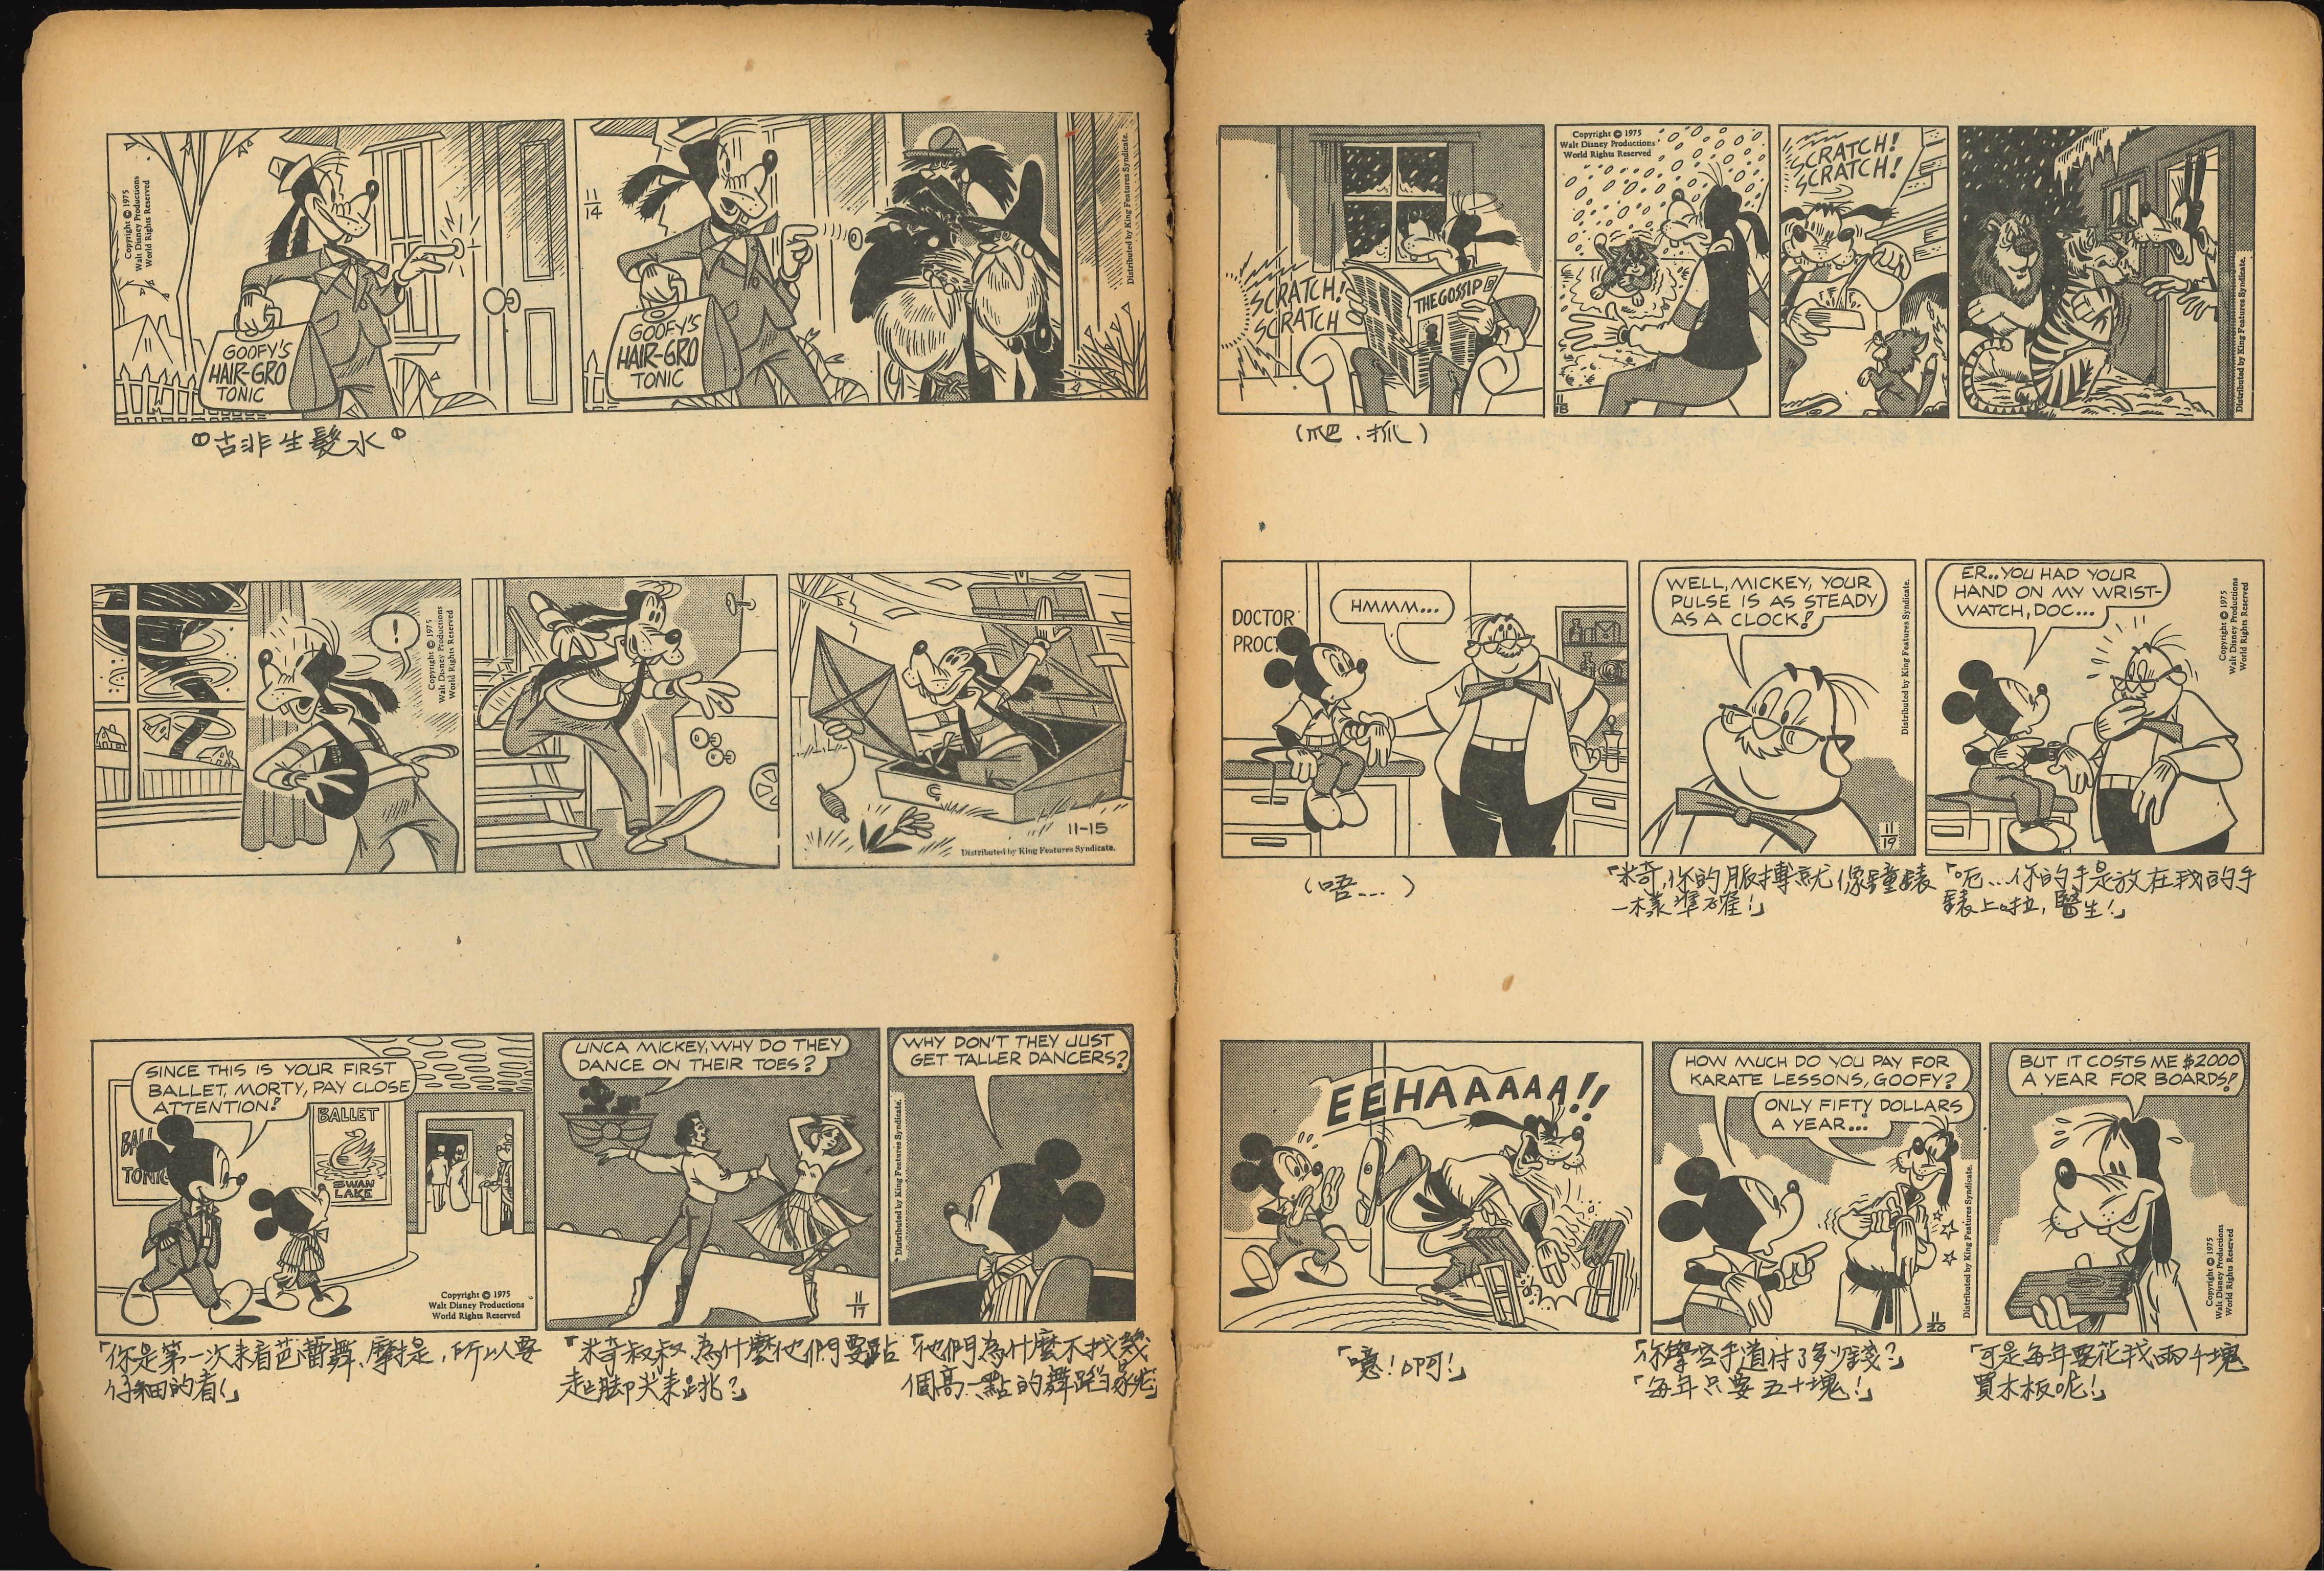 Copyright © 1975
Walt Disney Productions
World Rights Reserved
GOOFY'S
HAIR-GRO
TONIC
11/14
GOOFY'S
HAIR-GRO
TONIC
Distributed by King Features Syndicate.
古非生髮水
!
Copyright © 1975
Walt Disney Productions
World Rights Reserved
11-15
Distributed by King Features Syndicate.
SINCE THIS IS YOUR FIRST
BALLET, MORTY, PAY CLOSE
ATTENTION!
BALL
TONIG
BALLET
SWAN
LAKE
Copyright © 1975
Walt Disney Productions
World Rights Reserved
UNCA MICKEY, WHY DO THEY
DANCE ON THEIR TOES?
11/17
WHY DON'T THEY JUST
GET TALLER DANCERS?
Distributed by King Features Syndicate.
「你是第一次來看芭蕾舞、摩提，所以要
仔細的看！」
「米奇叔叔，為什麼他們要踮
起腳尖來跳？」
「他們為什麼不找幾
個高一點的舞蹈家呢」
SCRATCH!
SCRATCH
THE GOSSIP
Copyright © 1975
Walt Disney Productions
World Rights Reserved
11/18
SCRATCH!
SCRATCH!
Distributed by King Features Syndicate.
(爬．抓)
DOCTOR
PROCT
HMMM...
WELL, MICKEY, YOUR
PULSE IS AS STEADY
AS A CLOCK!
Distributed by King Features Syndicate.
11/19
ER.. YOU HAD YOUR
HAND ON MY WRIST-
WATCH, DOC...
Copyright © 1975
Walt Disney Productions
World Rights Reserved
(唔...)
「米奇，你的脈搏就像鐘錶
一樣準確！」
「呃...你的手是放在我的手
錶上啦，醫生！」
EEHAAAAA!!
HOW MUCH DO YOU PAY FOR
KARATE LESSONS, GOOFY?
ONLY FIFTY DOLLARS
A YEAR...
Distributed by King Features Syndicate.
11/20
BUT IT COSTS ME $2000
A YEAR FOR BOARDS!
Copyright © 1975
Walt Disney Productions
World Rights Reserved
「噫！呵！」
「你學空手道付了多少錢？」
「每年只要五十塊！」
「可是每年要花我兩千塊
買木板呢！」